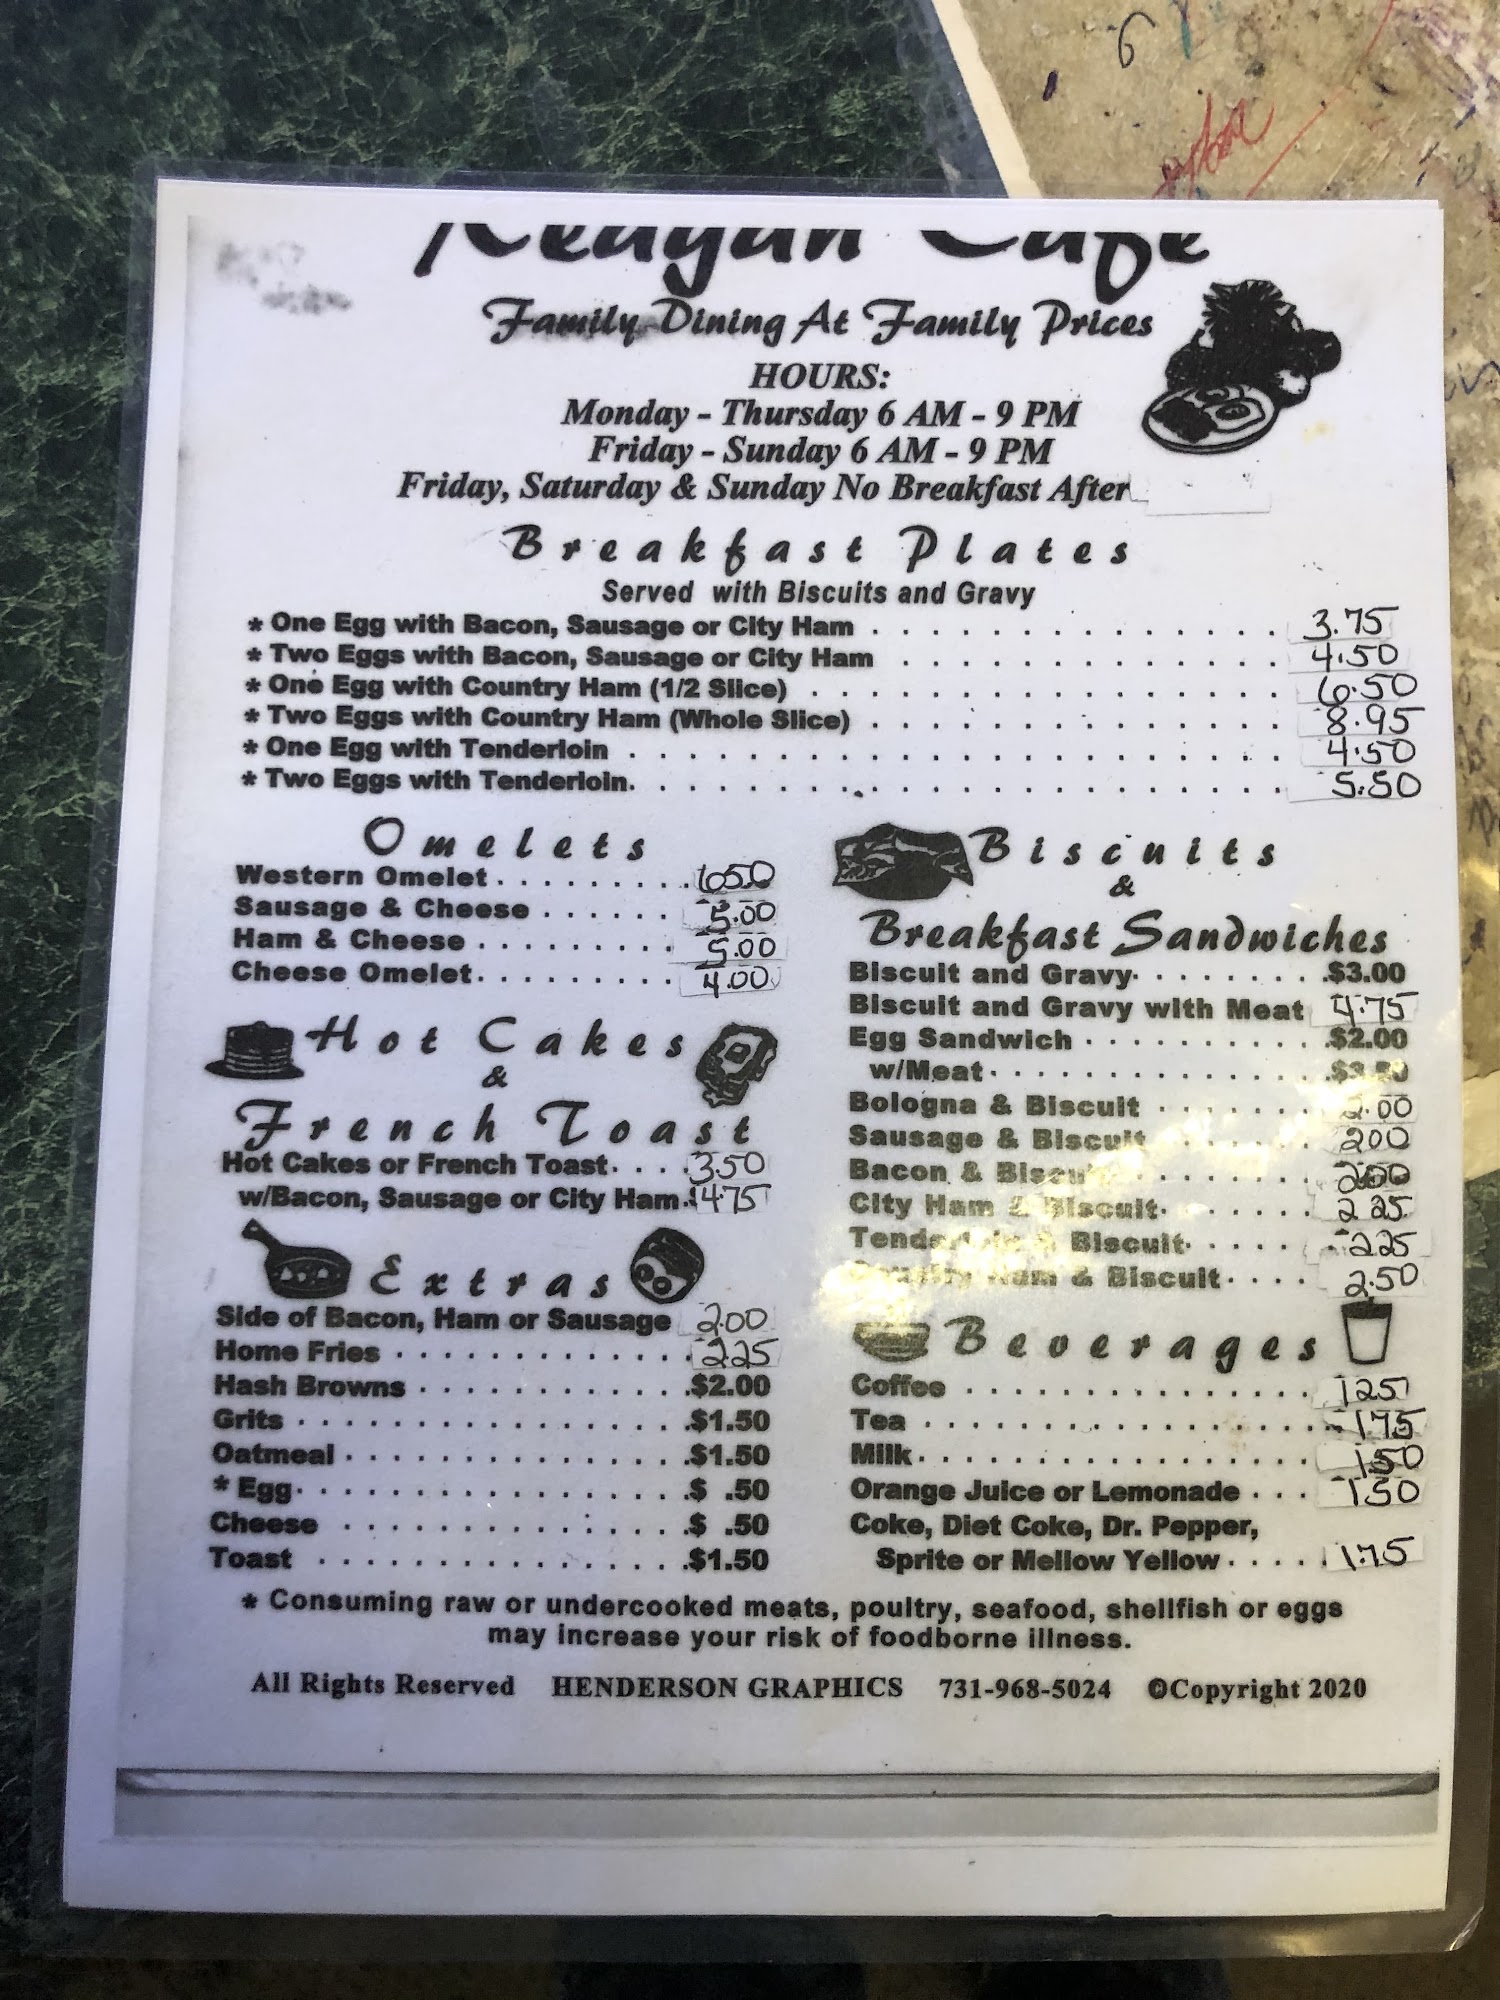 6
Reagan Cafe
Family Dining At Family Prices
HOURS:
Monday - Thursday 6 AM - 9 PM
Friday - Sunday 6 AM - 9 PM
Friday, Saturday & Sunday No Breakfast After
Breakfast Plates
Served with Biscuits and Gravy
* One Egg with Bacon, Sausage or City Ham . . . . . . . . . . . . . . 3.75
* Two Eggs with Bacon, Sausage or City Ham . . . . . . . . . . . . . 4.50
* One Egg with Country Ham (1/2 Slice) . . . . . . . . . . . . . . . . 6.50
* Two Eggs with Country Ham (Whole Slice) . . . . . . . . . . . . . . 8.95
* One Egg with Tenderloin . . . . . . . . . . . . . . . . . . . . . . 4.50
* Two Eggs with Tenderloin. . . . . . . . . . . . . . . . . . . . . . 5.50
Omelets
Western Omelet . . . . . . . . . 6.50
Sausage & Cheese . . . . . . 5.00
Ham & Cheese . . . . . . . . . 5.00
Cheese Omelet. . . . . . . . . 4.00
Hot Cakes
&
French Toast
Hot Cakes or French Toast. . . . 3.50
w/Bacon, Sausage or City Ham. 4.75
Extras
Side of Bacon, Ham or Sausage 2.00
Home Fries . . . . . . . . . . . . . 2.25
Hash Browns . . . . . . . . . . . . $2.00
Grits . . . . . . . . . . . . . . . . . $1.50
Oatmeal . . . . . . . . . . . . . . . $1.50
* Egg . . . . . . . . . . . . . . . . . $ .50
Cheese . . . . . . . . . . . . . . . $ .50
Toast . . . . . . . . . . . . . . . . $1.50
Biscuits
&
Breakfast Sandwiches
Biscuit and Gravy . . . . . . . . $3.00
Biscuit and Gravy with Meat 4.75
Egg Sandwich . . . . . . . . . . . $2.00
w/Meat . . . . . . . . . . . . . . .
Bologna & Biscuit . . . . . . . 2.00
Sausage & Biscuit . . . . . . . 2.00
Bacon & Biscuit . . . . . . . . 2.00
City Ham & Biscuit . . . . . . 2.25
Tenderloin & Biscuit . . . . . 2.25
Country Ham & Biscuit . . . . 2.50
Beverages
Coffee . . . . . . . . . . . . . . . 1.25
Tea . . . . . . . . . . . . . . . . . 1.75
Milk . . . . . . . . . . . . . . . . . 1.50
Orange Juice or Lemonade . . . 1.50
Coke, Diet Coke, Dr. Pepper,
Sprite or Mellow Yellow . . . . . 1.75
* Consuming raw or undercooked meats, poultry, seafood, shellfish or eggs
may increase your risk of foodborne illness.
All Rights Reserved HENDERSON GRAPHICS 731-968-5024 ©Copyright 2020